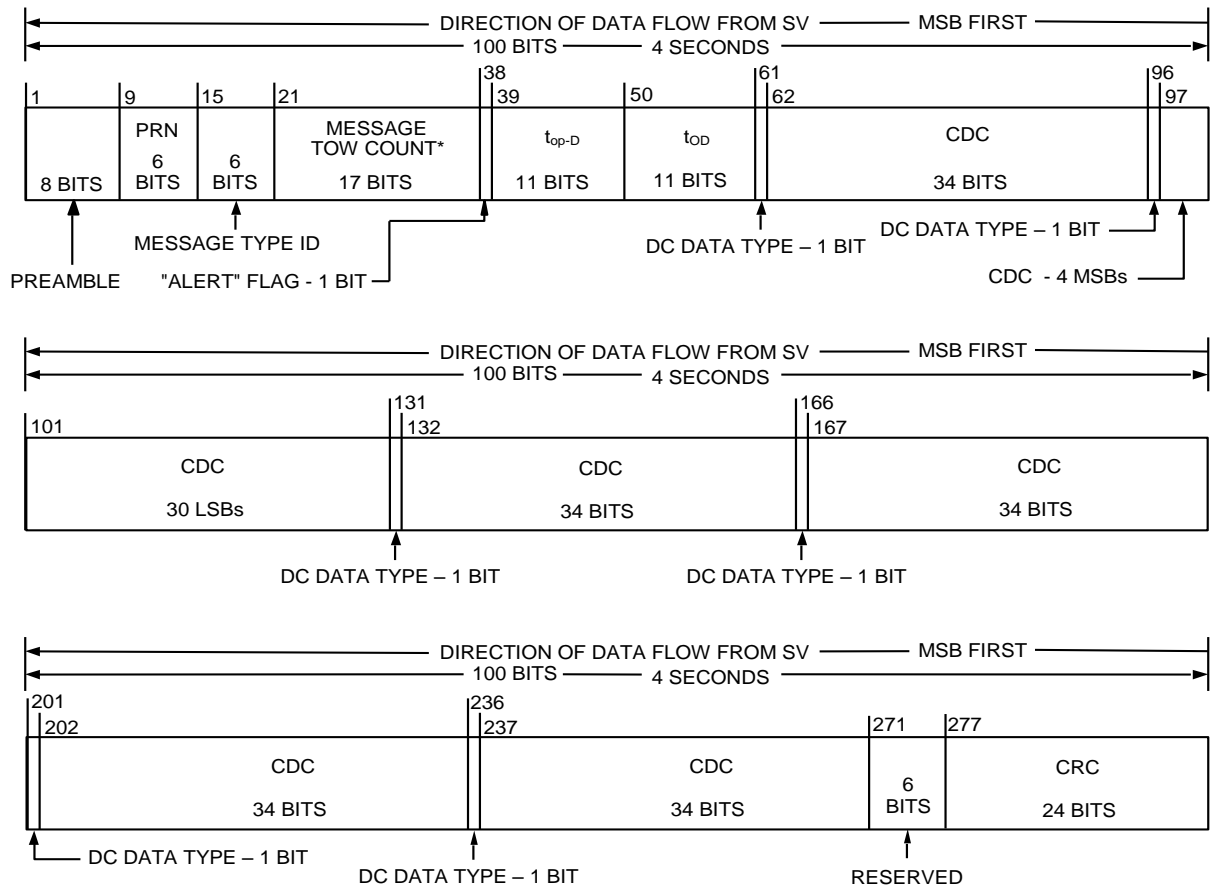 DIRECTION OF DATA FLOW FROM SV MSB FIRST
100 BITS 4 SECONDS
38 61 96
1 9 15 21 39 50 62 97
PRN MESSAGE TOW COUNT* top-D tOD CDC
8 BITS 6 BITS 6 BITS 17 BITS 11 BITS 11 BITS 34 BITS
MESSAGE TYPE ID DC DATA TYPE – 1 BIT DC DATA TYPE – 1 BIT
PREAMBLE "ALERT" FLAG - 1 BIT CDC - 4 MSBs
DIRECTION OF DATA FLOW FROM SV MSB FIRST
100 BITS 4 SECONDS
131 166
101 132 167
CDC CDC CDC
30 LSBs 34 BITS 34 BITS
DC DATA TYPE – 1 BIT DC DATA TYPE – 1 BIT
DIRECTION OF DATA FLOW FROM SV MSB FIRST
100 BITS 4 SECONDS
201 236
202 237 271 277
CDC CDC CRC
34 BITS 34 BITS 6 BITS 24 BITS
DC DATA TYPE – 1 BIT
DC DATA TYPE – 1 BIT RESERVED